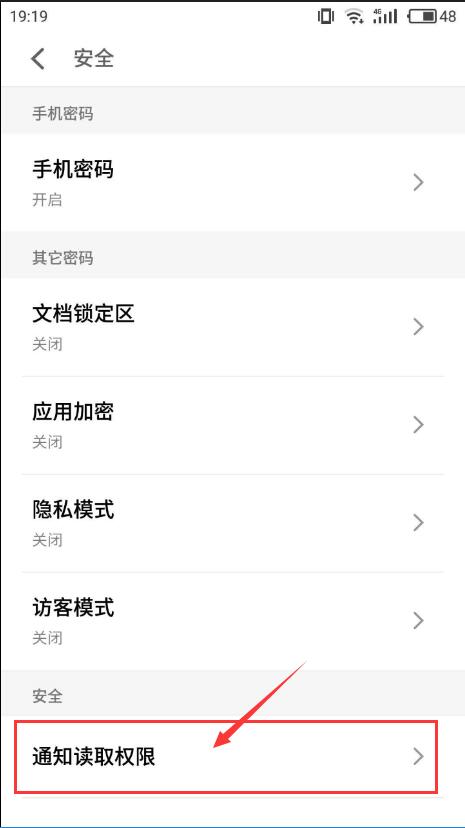 19:19
4G
48
安全
手机密码
手机密码
开启
其它密码
文档锁定区
关闭
应用加密
关闭
隐私模式
关闭
访客模式
关闭
安全
通知读取权限